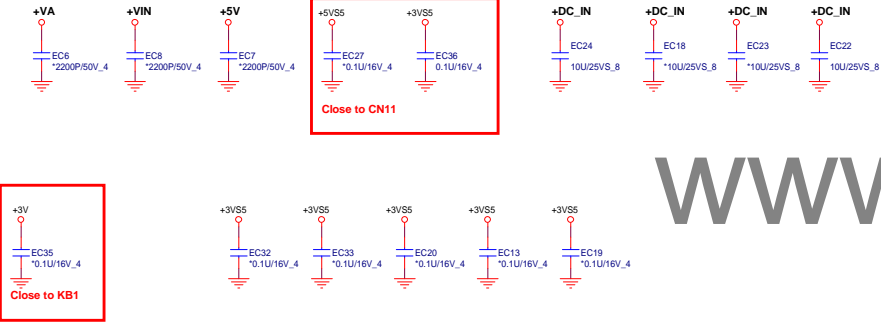 +VA
+VIN
+5V
+5VS5
+3VS5
+DC_IN
+DC_IN
+DC_IN
+DC_IN
EC6
*2200P/50V_4
EC8
*2200P/50V_4
EC7
*2200P/50V_4
EC27
*0.1U/16V_4
EC36
0.1U/16V_4
EC24
10U/25VS_8
EC18
*10U/25VS_8
EC23
*10U/25VS_8
EC22
10U/25VS_8
Close to CN11
WWW
+3V
+3VS5
+3VS5
+3VS5
+3VS5
+3VS5
EC35
*0.1U/16V_4
EC32
*0.1U/16V_4
EC33
*0.1U/16V_4
EC20
*0.1U/16V_4
EC13
*0.1U/16V_4
EC19
*0.1U/16V_4
Close to KB1